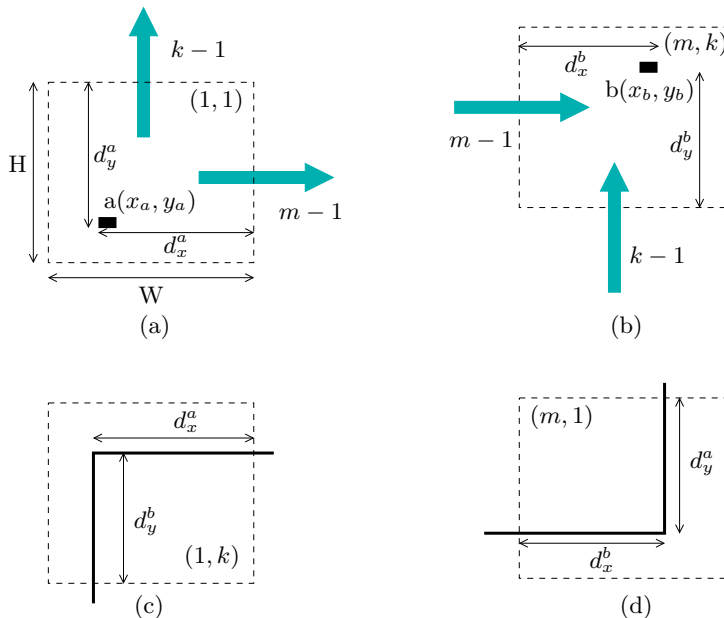 k − 1
(1, 1)
H
d_y^a
a(x_a, y_a)
m − 1
d_x^a
W
(a)
(m, k)
d_x^b
b(x_b, y_b)
m − 1
d_y^b
k − 1
(b)
d_x^a
d_y^b
(1, k)
(c)
(m, 1)
d_y^a
d_x^b
(d)